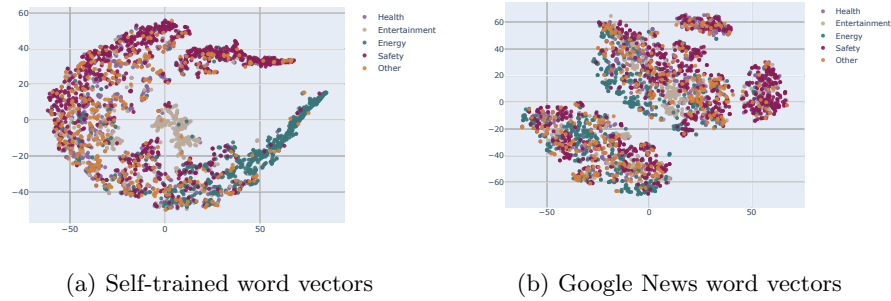 60
40
20
0
−20
−40
−50
0
50
Health
Entertainment
Energy
Safety
Other
60
40
20
0
−20
−40
−60
−50
0
50
Health
Entertainment
Energy
Safety
Other
(a) Self-trained word vectors
(b) Google News word vectors